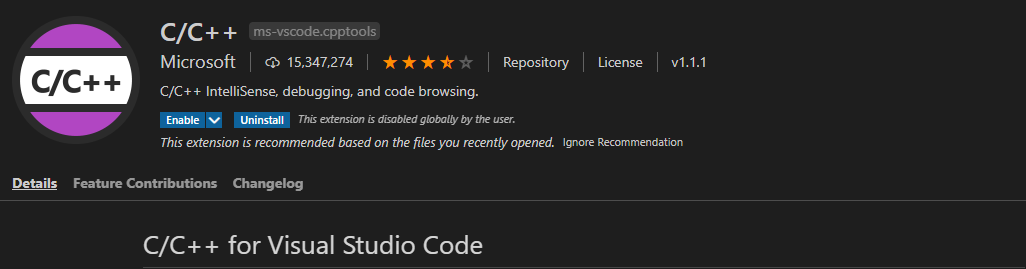 C/C++ ms-vscode.cpptools
C/C++
Microsoft 15,347,274 Repository License v1.1.1
C/C++ IntelliSense, debugging, and code browsing.
Enable Uninstall This extension is disabled globally by the user.
This extension is recommended based on the files you recently opened. Ignore Recommendation
Details Feature Contributions Changelog
C/C++ for Visual Studio Code